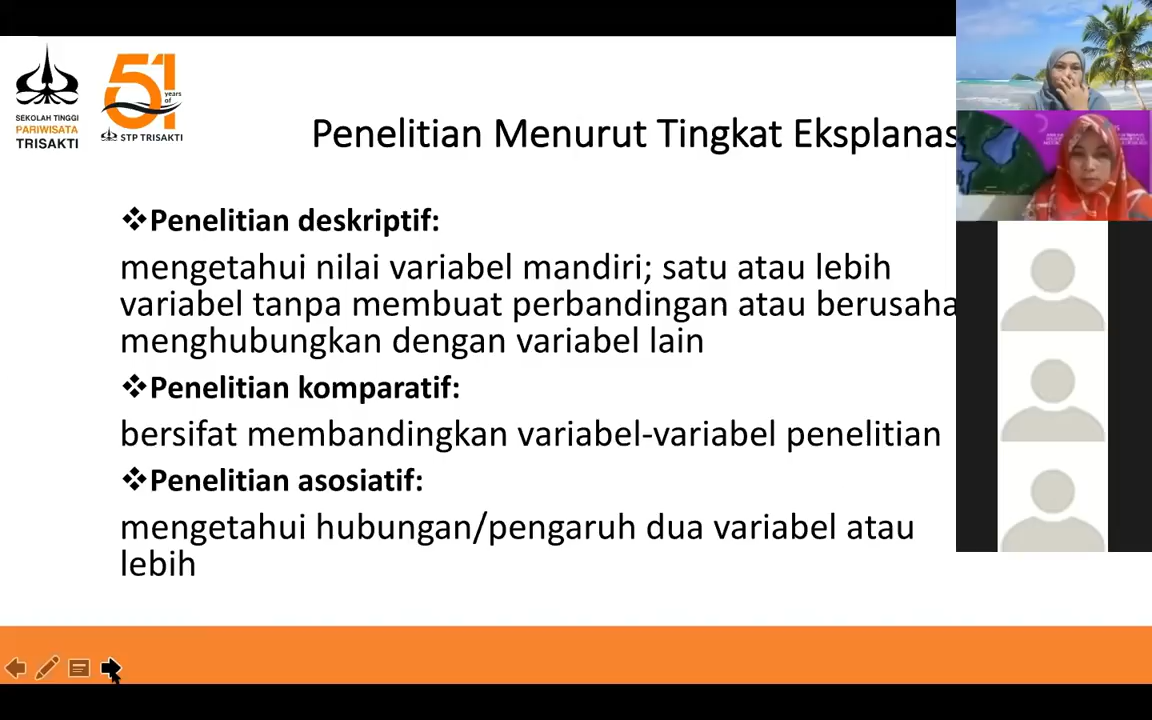 SEKOLAH TINGGI
PARIWISATA
TRISAKTI
51
years
of
STP TRISAKTI
Penelitian Menurut Tingkat Eksplanas
❖Penelitian deskriptif:
mengetahui nilai variabel mandiri; satu atau lebih
variabel tanpa membuat perbandingan atau berusaha
menghubungkan dengan variabel lain
❖Penelitian komparatif:
bersifat membandingkan variabel-variabel penelitian
❖Penelitian asosiatif:
mengetahui hubungan/pengaruh dua variabel atau
lebih